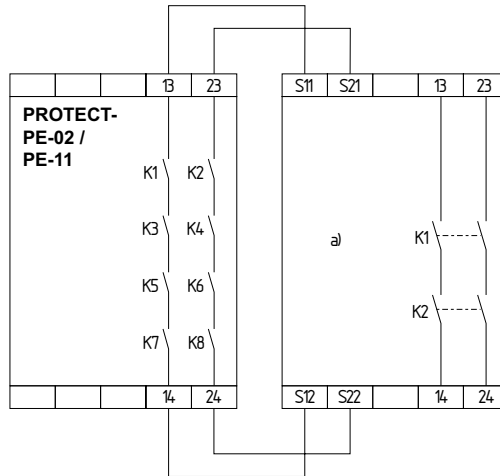 13 23 S11 S21 13 23
PROTECT-
PE-02 /
PE-11
K1 K2
K3 K4 a) K1
K5 K6
K2
K7 K8
14 24 S12 S22 14 24